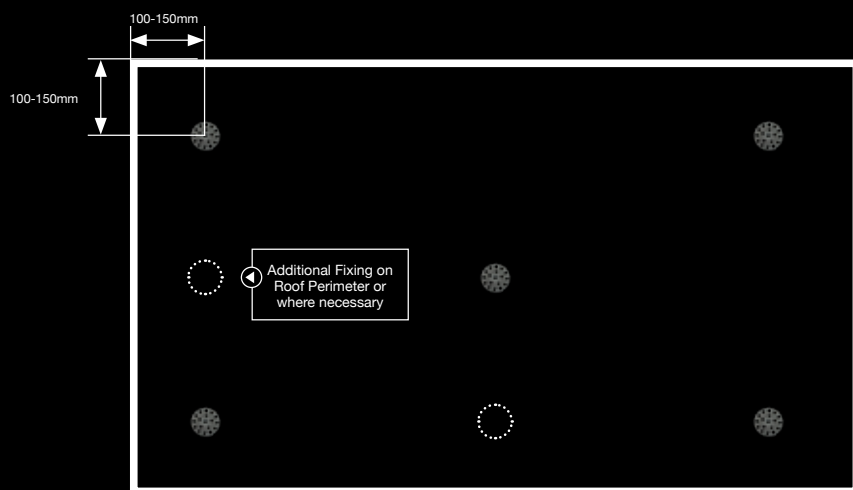 100-150mm
100-150mm
Additional Fixing on
Roof Perimeter or
where necessary